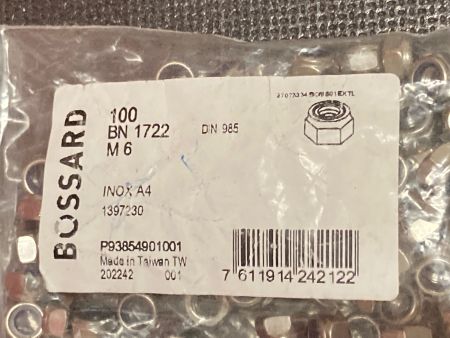 BOSSARD
100
BN 1722
DIN 985
M 6
INOX A4
1397230
P93854901001
Made in Taiwan TW
202242 001
7 611914 242122